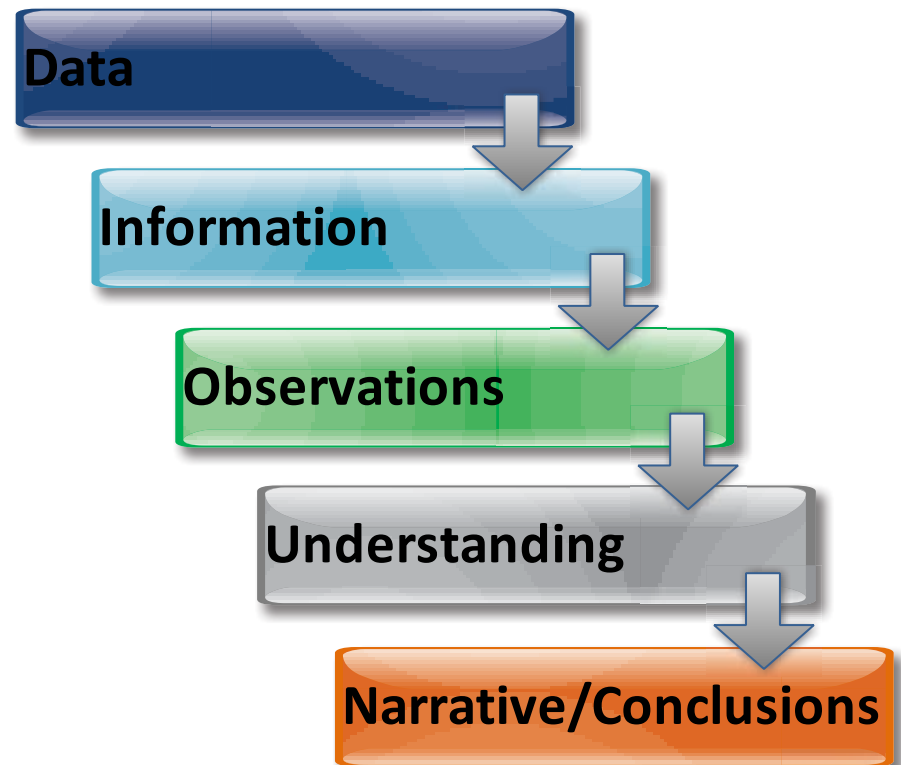 Data
Information
Observations
Understanding
Narrative/Conclusions